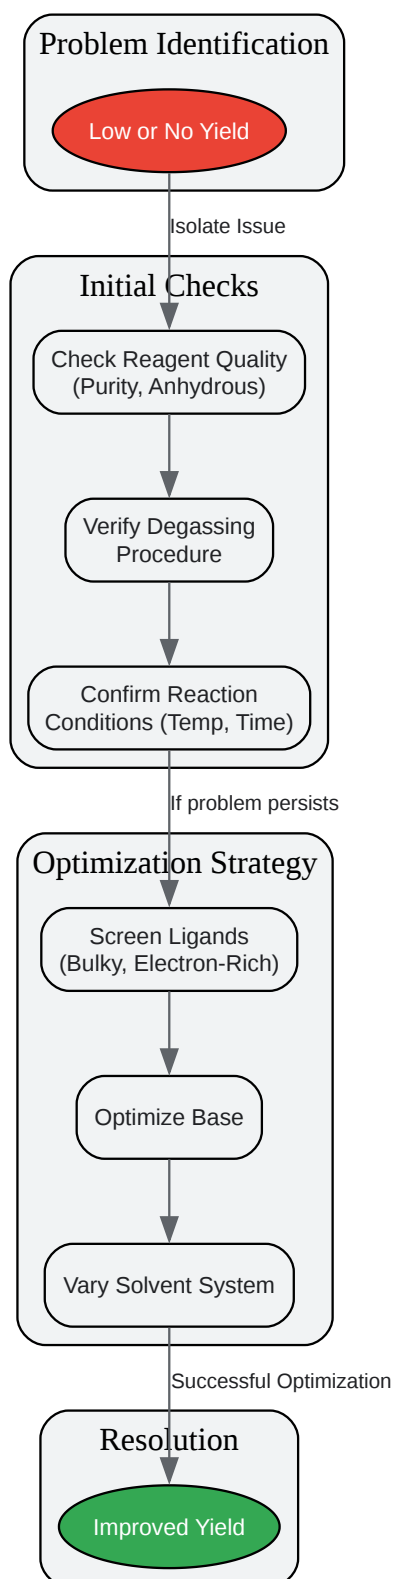 Problem Identification
Low or No Yield
Isolate Issue
Initial Checks
Check Reagent Quality
(Purity, Anhydrous)
Verify Degassing
Procedure
Confirm Reaction
Conditions (Temp, Time)
If problem persists
Optimization Strategy
Screen Ligands
(Bulky, Electron-Rich)
Optimize Base
Vary Solvent System
Successful Optimization
Resolution
Improved Yield